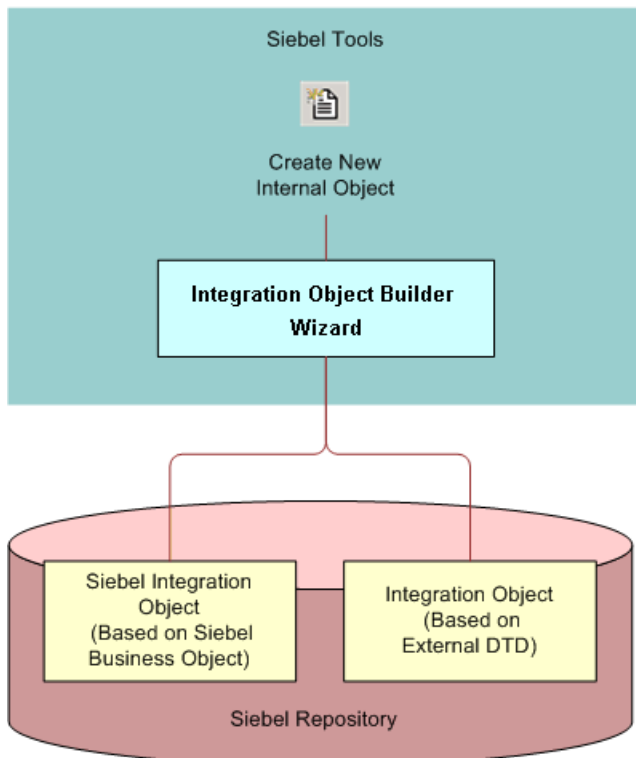 Siebel Tools
Create New
Internal Object
Integration Object Builder
Wizard
Siebel Integration
Object
(Based on Siebel
Business Object)
Integration Object
(Based on
External DTD)
Siebel Repository